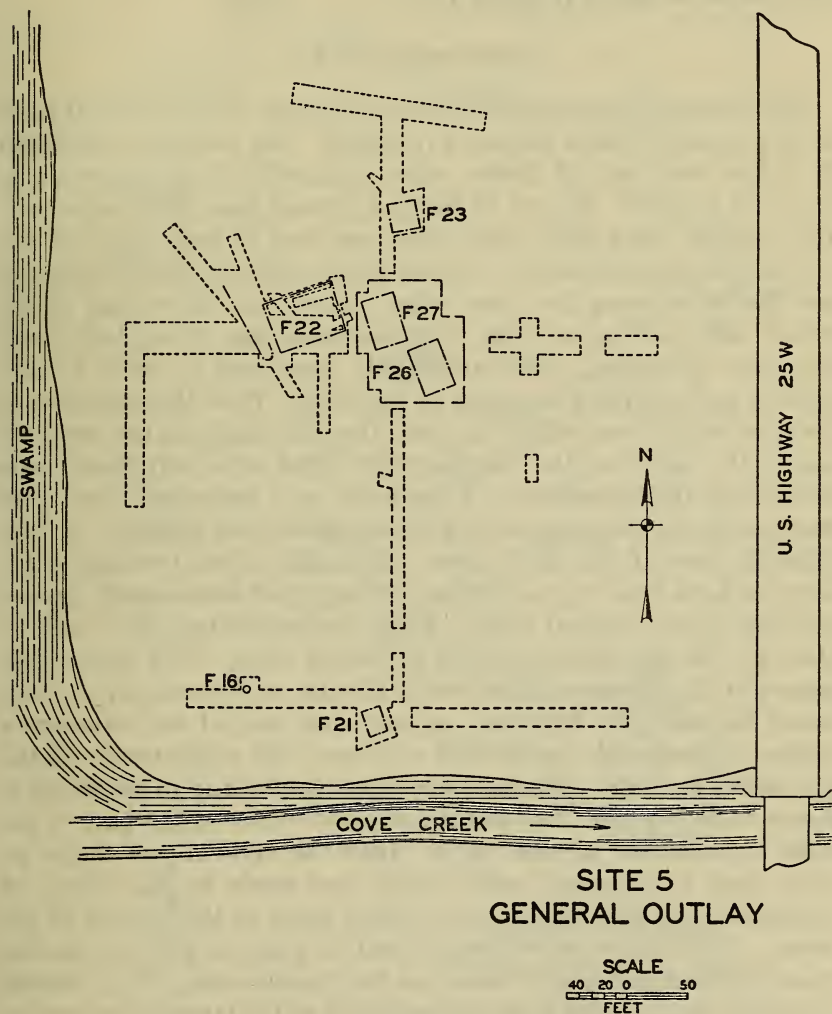 F 23
F 27
F 22
F 26
SWAMP
N
U.S. HIGHWAY 25W
F 16
F 21
COVE CREEK
SITE 5
GENERAL OUTLAY
SCALE
40 20 0 50
FEET